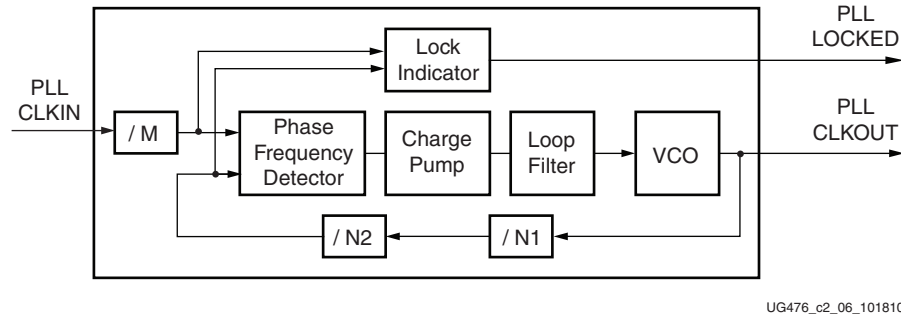 PLL
LOCKED
Lock
Indicator
PLL
CLKIN
PLL
CLKOUT
/ M
Phase
Frequency
Detector
Charge
Pump
Loop
Filter
VCO
/ N2
/ N1
UG476_c2_06_101810